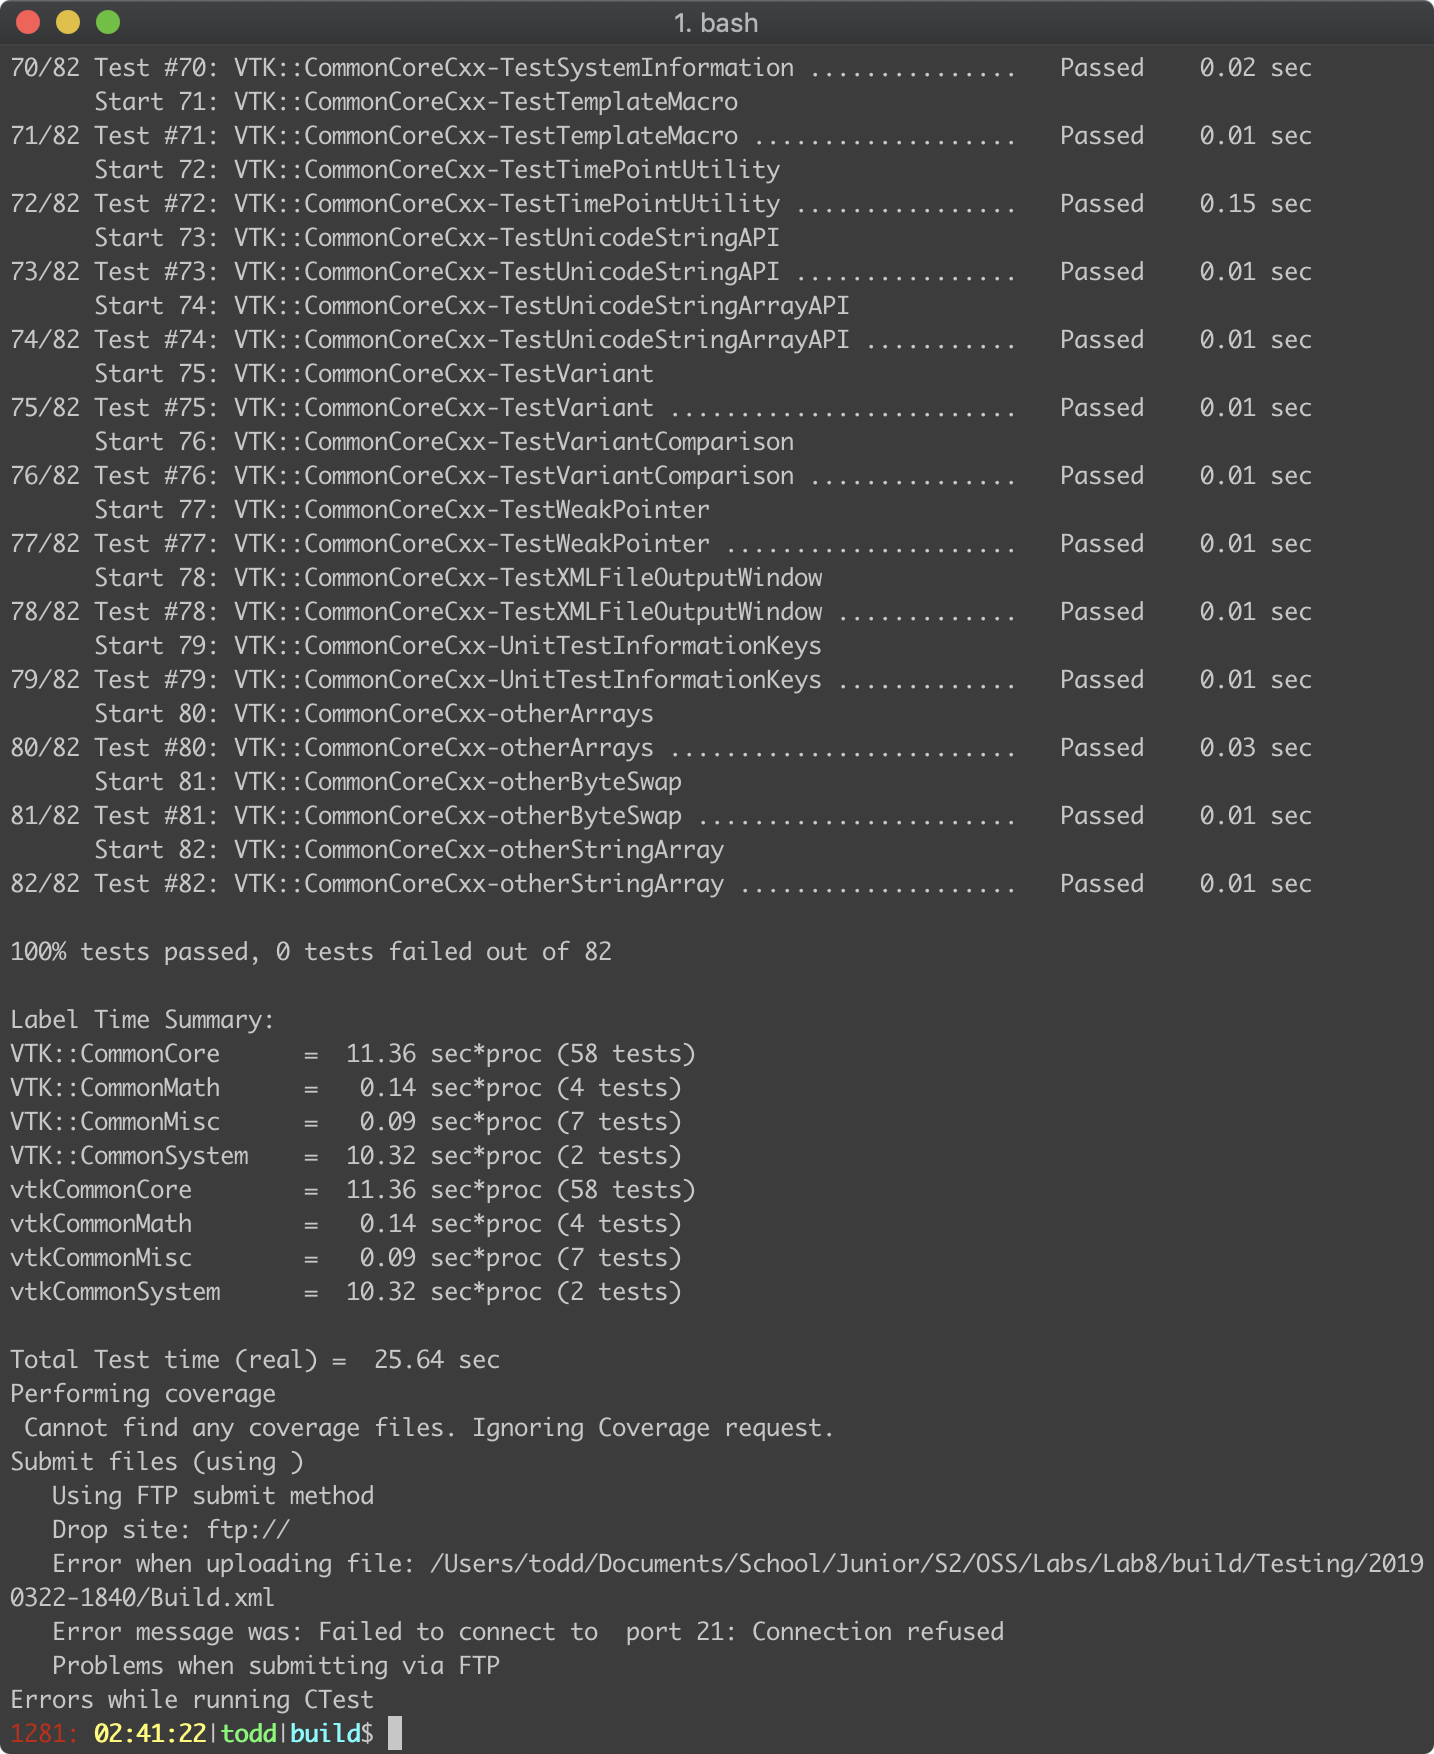 1. bash
70/82 Test #70: VTK::CommonCoreCxx-TestSystemInformation ...............   Passed    0.02 sec
      Start 71: VTK::CommonCoreCxx-TestTemplateMacro
71/82 Test #71: VTK::CommonCoreCxx-TestTemplateMacro ...................   Passed    0.01 sec
      Start 72: VTK::CommonCoreCxx-TestTimePointUtility
72/82 Test #72: VTK::CommonCoreCxx-TestTimePointUtility ................   Passed    0.15 sec
      Start 73: VTK::CommonCoreCxx-TestUnicodeStringAPI
73/82 Test #73: VTK::CommonCoreCxx-TestUnicodeStringAPI ................   Passed    0.01 sec
      Start 74: VTK::CommonCoreCxx-TestUnicodeStringArrayAPI
74/82 Test #74: VTK::CommonCoreCxx-TestUnicodeStringArrayAPI ...........   Passed    0.01 sec
      Start 75: VTK::CommonCoreCxx-TestVariant
75/82 Test #75: VTK::CommonCoreCxx-TestVariant .........................   Passed    0.01 sec
      Start 76: VTK::CommonCoreCxx-TestVariantComparison
76/82 Test #76: VTK::CommonCoreCxx-TestVariantComparison ...............   Passed    0.01 sec
      Start 77: VTK::CommonCoreCxx-TestWeakPointer
77/82 Test #77: VTK::CommonCoreCxx-TestWeakPointer .....................   Passed    0.01 sec
      Start 78: VTK::CommonCoreCxx-TestXMLFileOutputWindow
78/82 Test #78: VTK::CommonCoreCxx-TestXMLFileOutputWindow .............   Passed    0.01 sec
      Start 79: VTK::CommonCoreCxx-UnitTestInformationKeys
79/82 Test #79: VTK::CommonCoreCxx-UnitTestInformationKeys .............   Passed    0.01 sec
      Start 80: VTK::CommonCoreCxx-otherArrays
80/82 Test #80: VTK::CommonCoreCxx-otherArrays .........................   Passed    0.03 sec
      Start 81: VTK::CommonCoreCxx-otherByteSwap
81/82 Test #81: VTK::CommonCoreCxx-otherByteSwap .......................   Passed    0.01 sec
      Start 82: VTK::CommonCoreCxx-otherStringArray
82/82 Test #82: VTK::CommonCoreCxx-otherStringArray ....................   Passed    0.01 sec

100% tests passed, 0 tests failed out of 82

Label Time Summary:
VTK::CommonCore      =  11.36 sec*proc (58 tests)
VTK::CommonMath      =   0.14 sec*proc (4 tests)
VTK::CommonMisc      =   0.09 sec*proc (7 tests)
VTK::CommonSystem    =  10.32 sec*proc (2 tests)
vtkCommonCore        =  11.36 sec*proc (58 tests)
vtkCommonMath        =   0.14 sec*proc (4 tests)
vtkCommonMisc        =   0.09 sec*proc (7 tests)
vtkCommonSystem      =  10.32 sec*proc (2 tests)

Total Test time (real) =  25.64 sec
Performing coverage
 Cannot find any coverage files. Ignoring Coverage request.
Submit files (using )
   Using FTP submit method
   Drop site: ftp://
   Error when uploading file: /Users/todd/Documents/School/Junior/S2/OSS/Labs/Lab8/build/Testing/2019
0322-1840/Build.xml
   Error message was: Failed to connect to  port 21: Connection refused
   Problems when submitting via FTP
Errors while running CTest
1281: 02:41:22|todd|build$